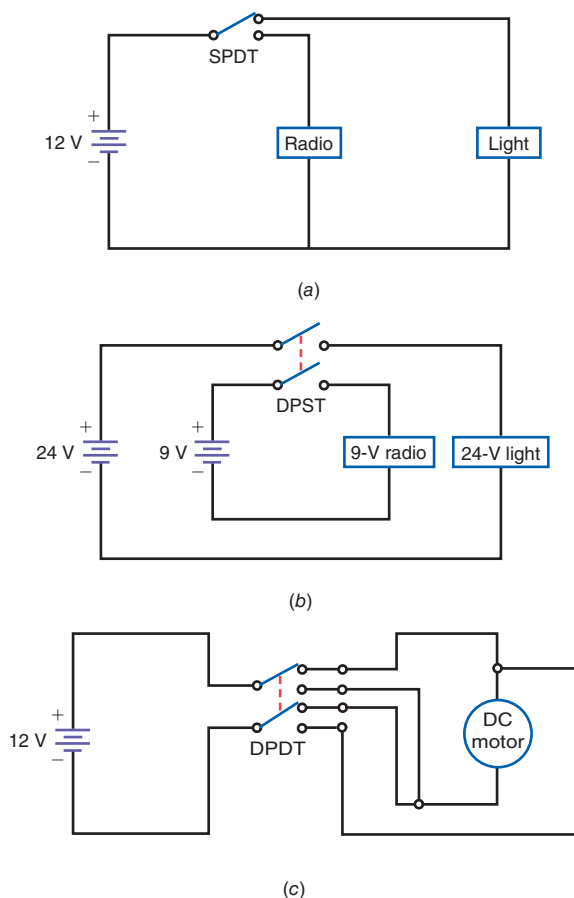 SPDT
+
12 V
−
Radio
Light
(a)
DPST
+
24 V
−
+
9 V
−
9-V radio
24-V light
(b)
+
12 V
−
DPDT
DC
motor
(c)